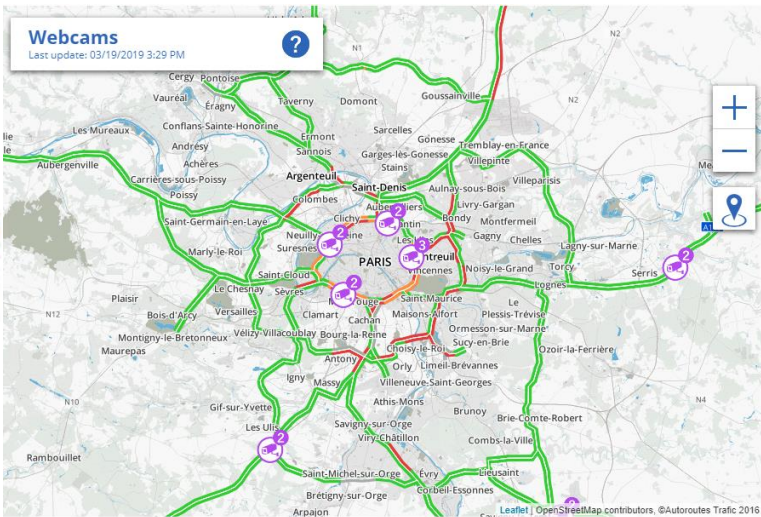 Webcams
Last update: 03/19/2019 3:29 PM
?
N1
N2
Cergy
Pontoise
Goussainville
Vauréal
Éragny
Taverny
Domont
N2
Conflans-Sainte-Honorine
Les Mureaux
Ermont
Sarcelles
Andrésy
Sannois
Gonesse
Tremblay-en-France
Garges-lès-Gonesse
Villepinte
Aubergenville
Achères
Stains
Carrières-sous-Poissy
Argenteuil
Saint-Denis
Aulnay-sous-Bois
Villeparisis
Poissy
Colombes
Livry-Gargan
Saint-Germain-en-Laye
Clichy
2
Bondy
Montfermeil
Neuilly
2
Gagny
Chelles
Suresnes
3
Lagny-sur-Marne
Marly-le-Roi
PARIS
Vincennes
Noisy-le-Grand
Torcy
Serris
2
Saint-Cloud
Le Chesnay
Sèvres
2
Saint-Maurice
Lognes
Plaisir
Versailles
Clamart
Cachan
Maisons-Alfort
Le
Plessis-Trévise
Bois-d'Arcy
Vélizy-Villacoublay
Bourg-la-Reine
Ormesson-sur-Marne
Montigny-le-Bretonneux
Sucy-en-Brie
Maurepas
Antony
Choisy-le-Roi
Ozoir-la-Ferrière
Orly
Limeil-Brévannes
Igny
Massy
Villeneuve-Saint-Georges
N10
Gif-sur-Yvette
Athis-Mons
Brunoy
N4
Les Ulis
2
Savigny-sur-Orge
Brie-Comte-Robert
Viry-Châtillon
Combs-la-Ville
Rambouillet
Saint-Michel-sur-Orge
Évry
Lieusaint
Brétigny-sur-Orge
Corbeil-Essonnes
Arpajon
Leaflet | OpenStreetMap contributors, ©Autoroutes Trafic 2016